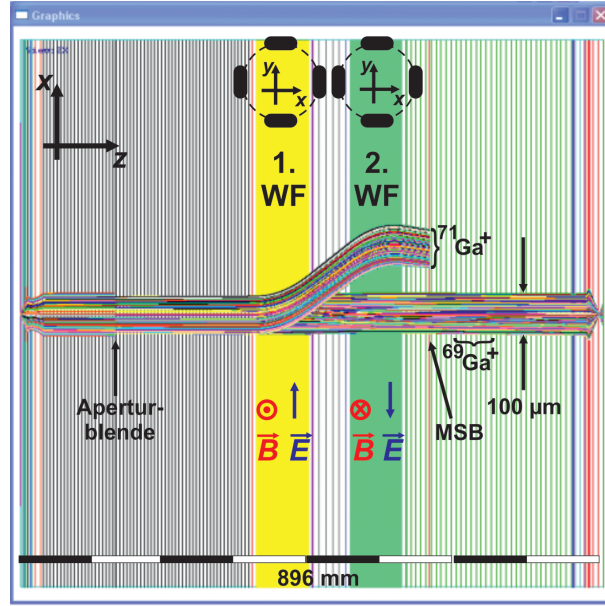 Graphics
x
z
y
x
y
x
1.
WF
2.
WF
71Ga+
69Ga+
Apertur-
blende
B E
B E
MSB
100 µm
896 mm